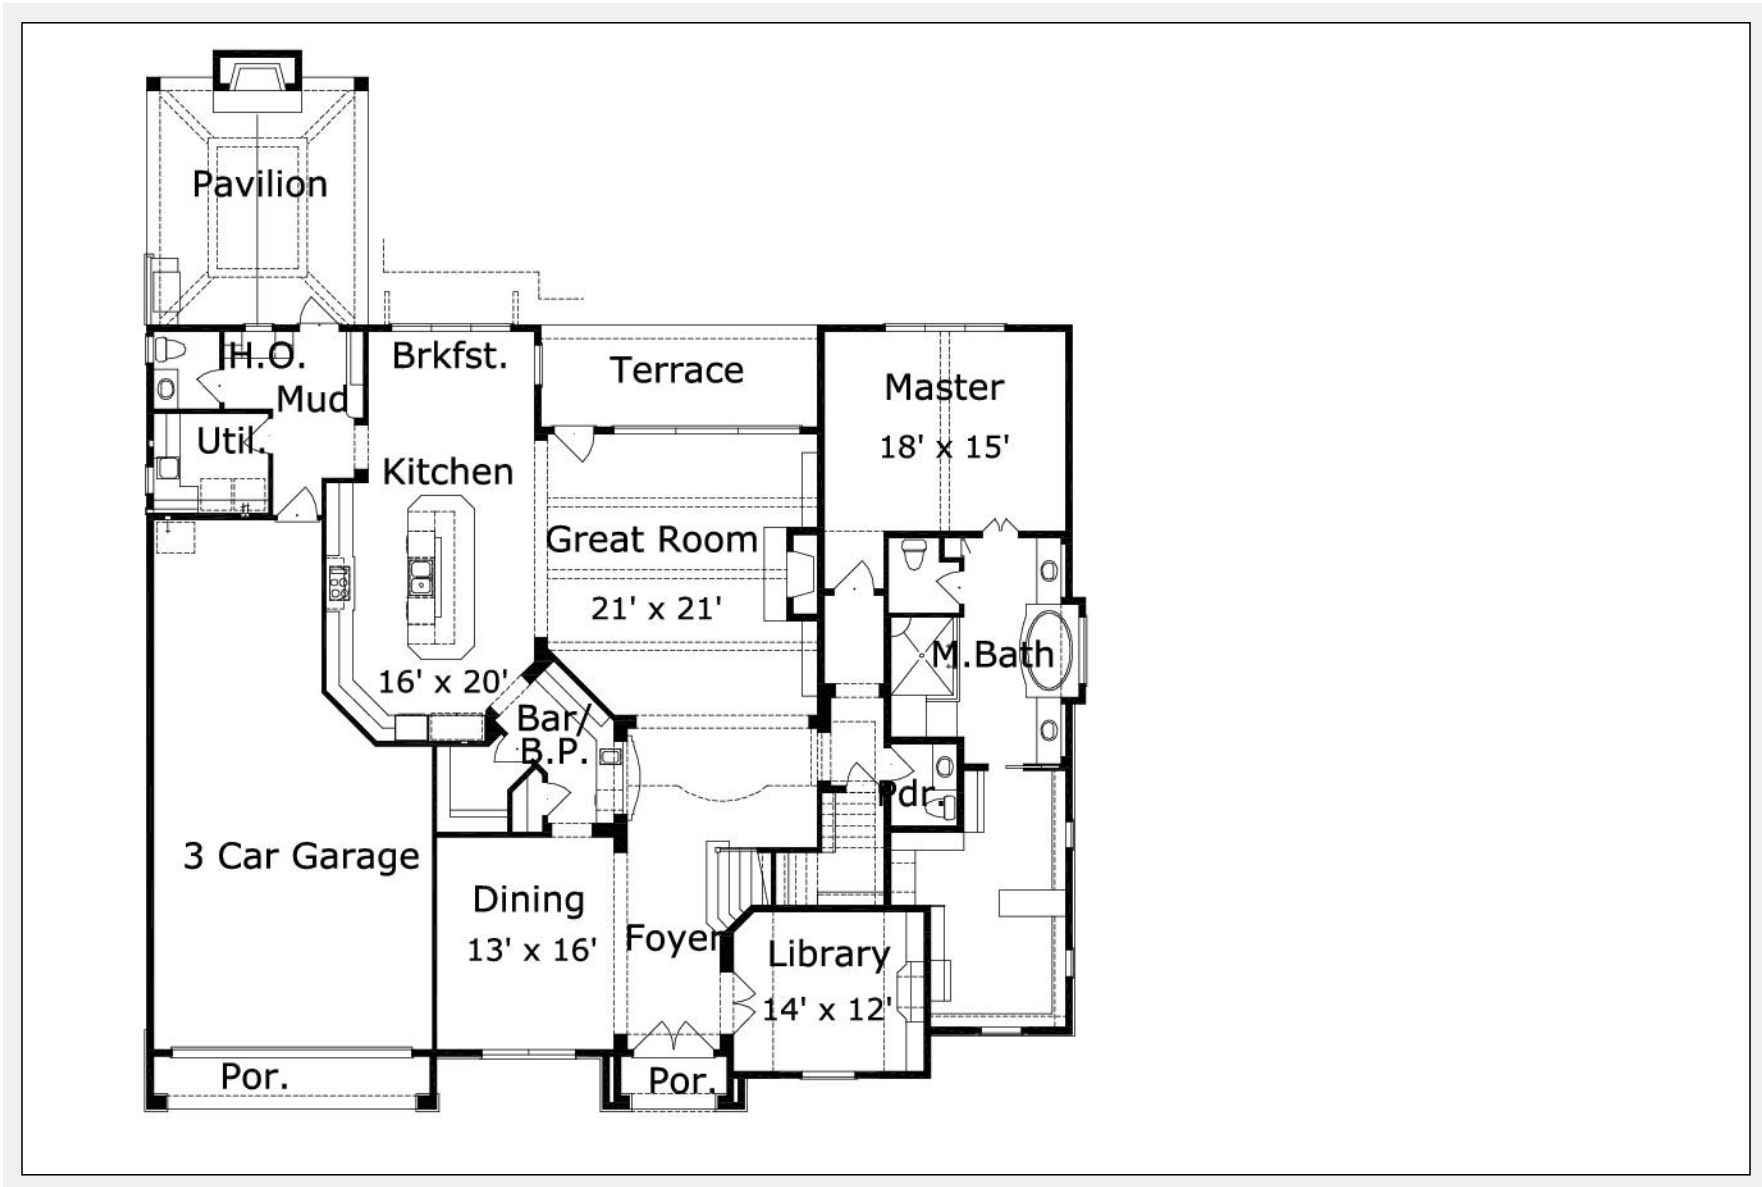 Pavilion
H.O.
Brkfst.
Terrace
Master
18' x 15'
Mud
Util.
Kitchen
Great Room
21' x 21'
M.Bath
16' x 20'
Bar/
B.P.
Pdr.
3 Car Garage
Dining
13' x 16'
Foyer
Library
14' x 12'
Por.
Por.